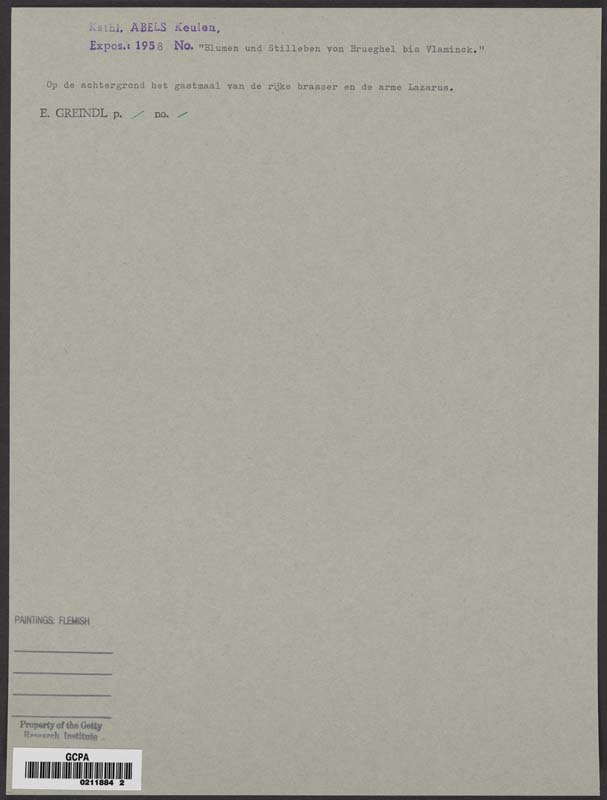 Kathl. ABELS Keulen,
Expos.: 1958 No. "Blumen und Stilleben von Brueghel bis Vlaminck."
Op de achtergrond het gastmaal van de rijke brasser en de arme Lazarus.
E. GREINDL p. / no. /
PAINTINGS: FLEMISH
Property of the Getty
Research Institute
GCPA
0211884 2